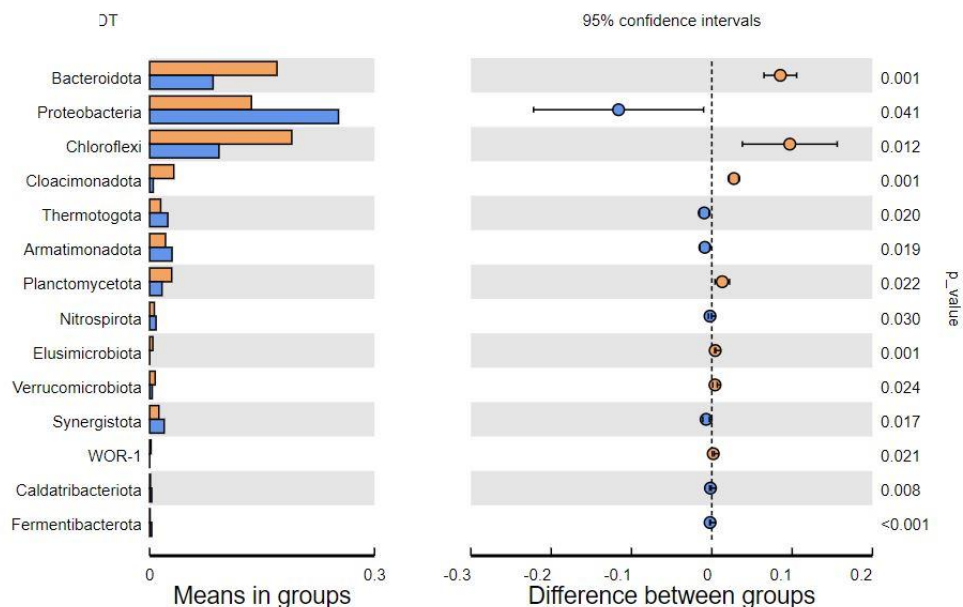 DT
95% confidence intervals
Bacteroidota 0.001
Proteobacteria 0.041
Chloroflexi 0.012
Cloacimonadota 0.001
Thermotogota 0.020
Armatimonadota 0.019
Planctomycetota 0.022
Nitrospirota 0.030
Elusimicrobiota 0.001
Verrucomicrobiota 0.024
Synergistota 0.017
WOR-1 0.021
Caldatribacteriota 0.008
Fermentibacterota <0.001
p_value
0 0.3
-0.3 -0.1 0 0.1 0.2
Means in groups
Difference between groups